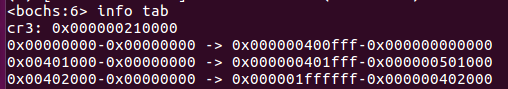 <bochs:6> info tab
cr3: 0x000000210000
0x00000000-0x00000000 -> 0x000000400fff-0x000000000000
0x00401000-0x00000000 -> 0x000000401fff-0x000000501000
0x00402000-0x00000000 -> 0x000001ffffff-0x000000402000